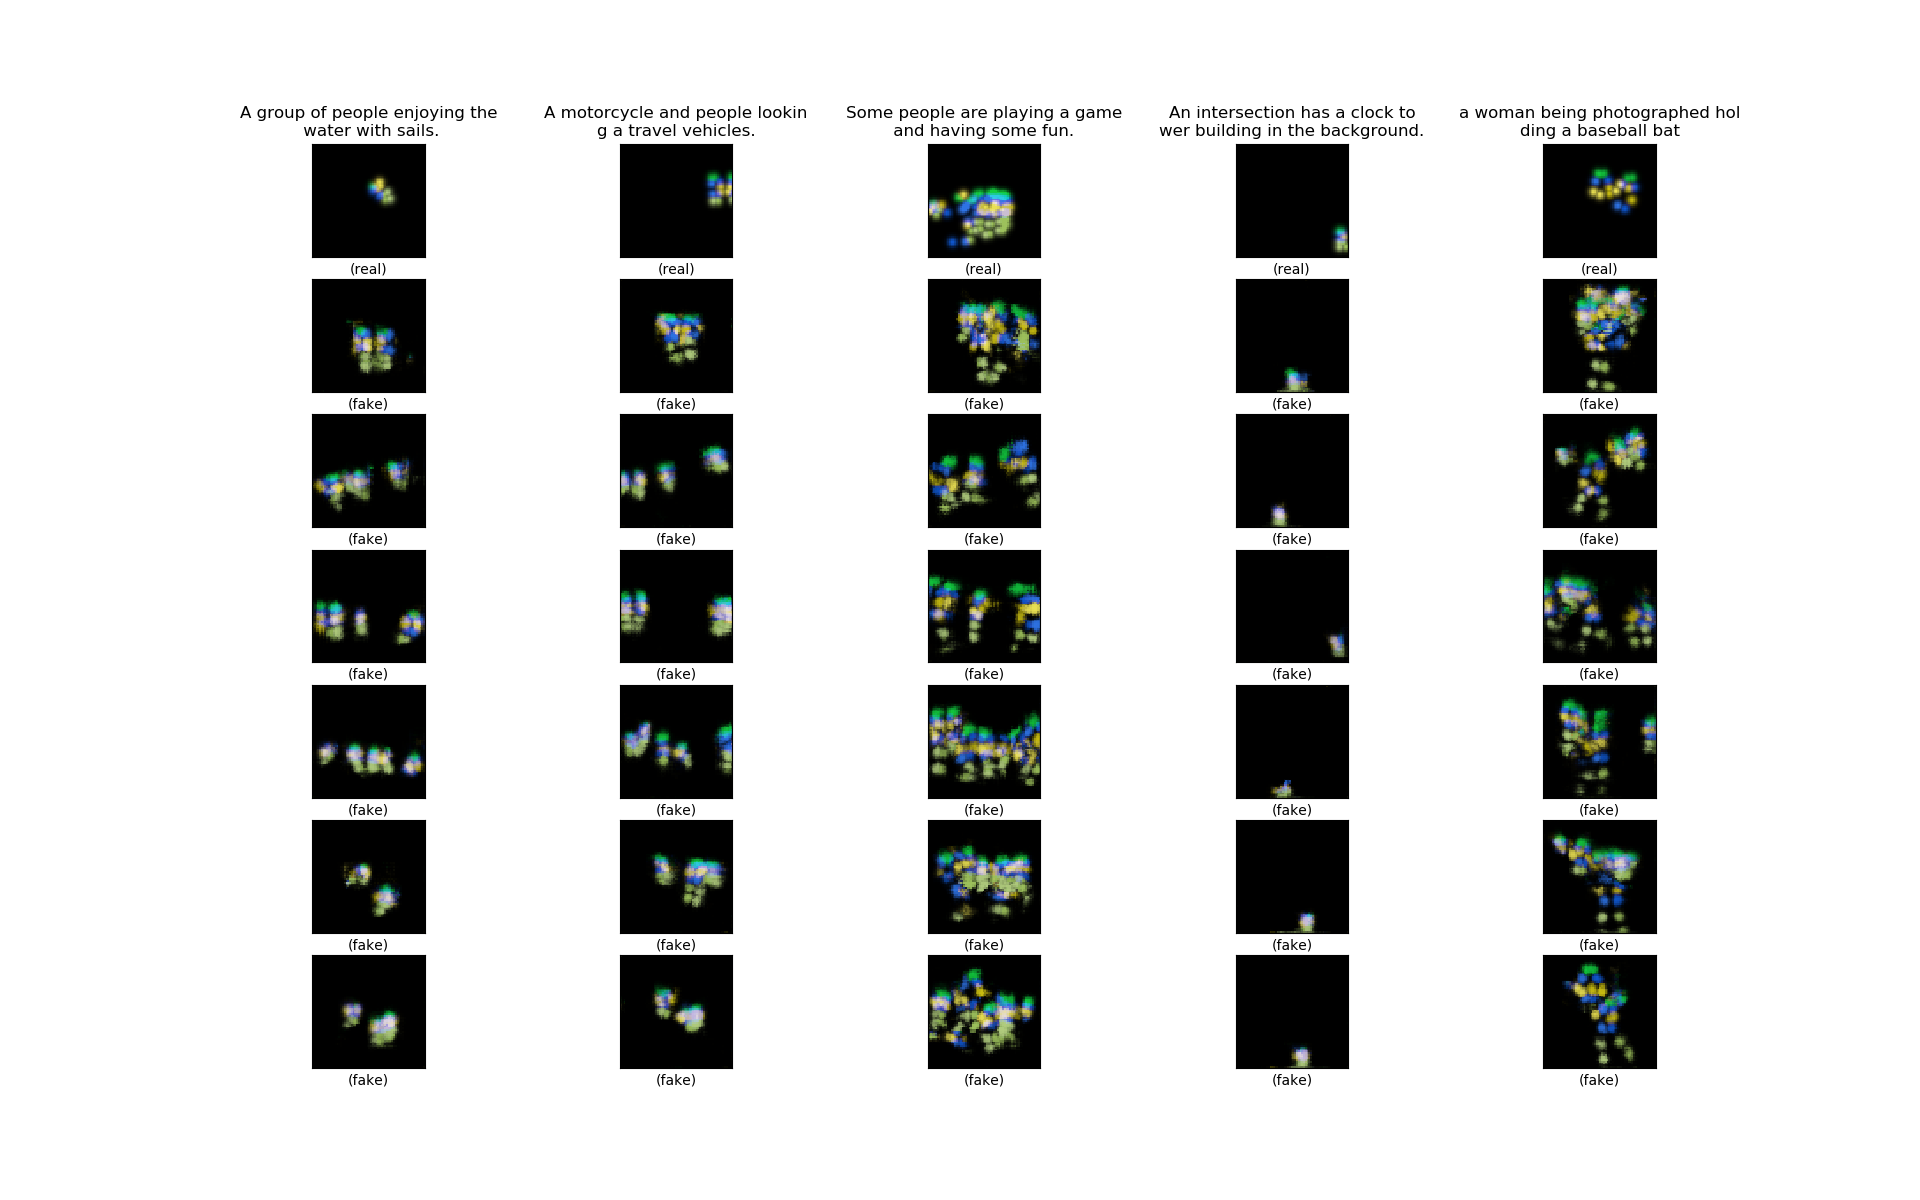 A group of people enjoying the
water with sails.
A motorcycle and people lookin
g a travel vehicles.
Some people are playing a game
and having some fun.
An intersection has a clock to
wer building in the background.
a woman being photographed hol
ding a baseball bat
(real) (real) (real) (real) (real)
(fake) (fake) (fake) (fake) (fake)
(fake) (fake) (fake) (fake) (fake)
(fake) (fake) (fake) (fake) (fake)
(fake) (fake) (fake) (fake) (fake)
(fake) (fake) (fake) (fake) (fake)
(fake) (fake) (fake) (fake) (fake)